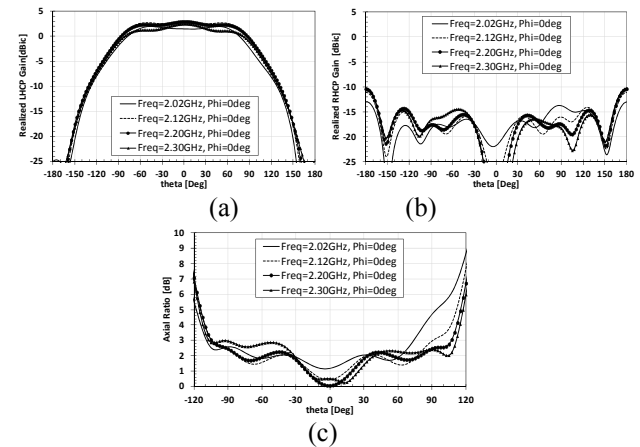 Realized LHCP Gain[dBic]
5
0
-5
-10
-15
-20
-25
Freq=2.02GHz, Phi=0deg
Freq=2.12GHz, Phi=0deg
Freq=2.20GHz, Phi=0deg
Freq=2.30GHz, Phi=0deg
-180 -150 -120 -90 -60 -30 0 30 60 90 120 150 180
theta [Deg]
(a)
Realized RHCP Gain [dBic]
5
0
-5
-10
-15
-20
-25
Freq=2.02GHz, Phi=0deg
Freq=2.12GHz, Phi=0deg
Freq=2.20GHz, Phi=0deg
Freq=2.30GHz, Phi=0deg
-180 -150 -120 -90 -60 -30 0 30 60 90 120 150 180
theta [Deg]
(b)
Axial Ratio [dB]
10
9
8
7
6
5
4
3
2
1
0
Freq=2.02GHz, Phi=0deg
Freq=2.12GHz, Phi=0deg
Freq=2.20GHz, Phi=0deg
Freq=2.30GHz, Phi=0deg
-120 -90 -60 -30 0 30 60 90 120
theta [Deg]
(c)